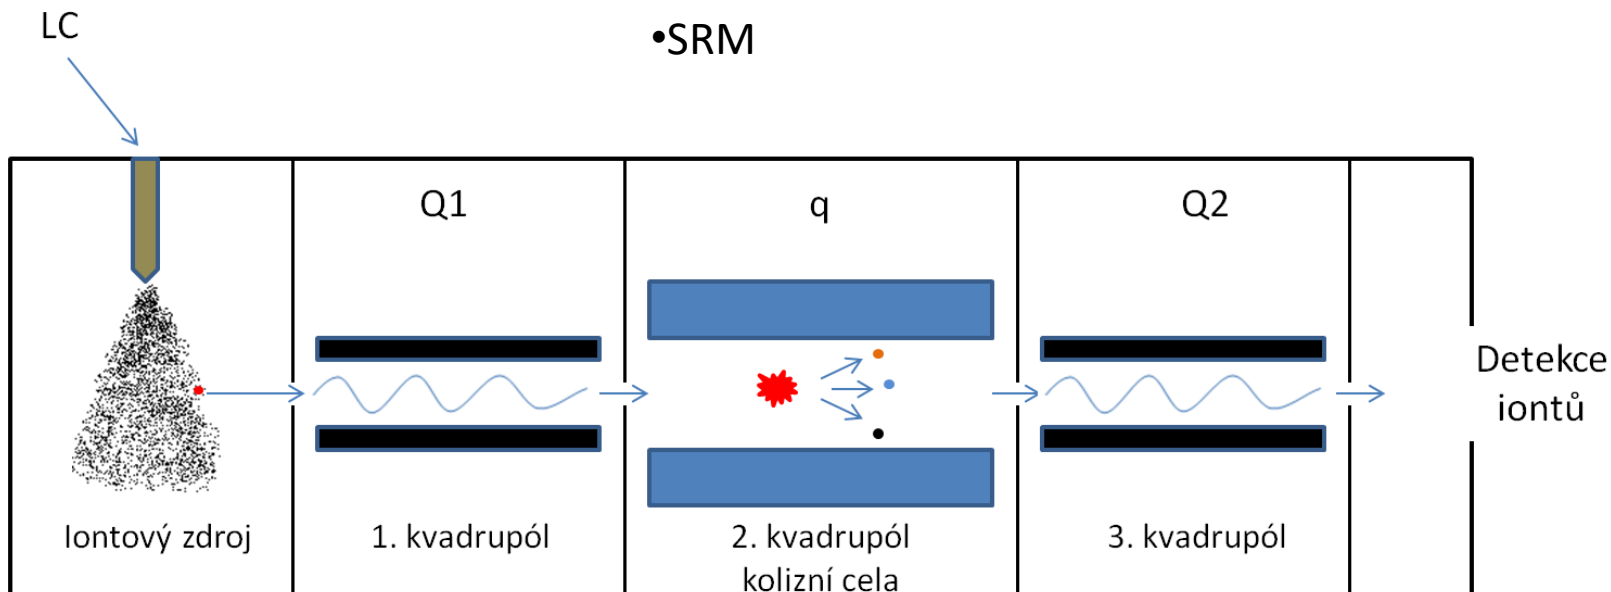 LC
•SRM
Q1
q
Q2
Detekce
iontů
Iontový zdroj
1. kvadrupól
2. kvadrupól
kolizní cela
3. kvadrupól